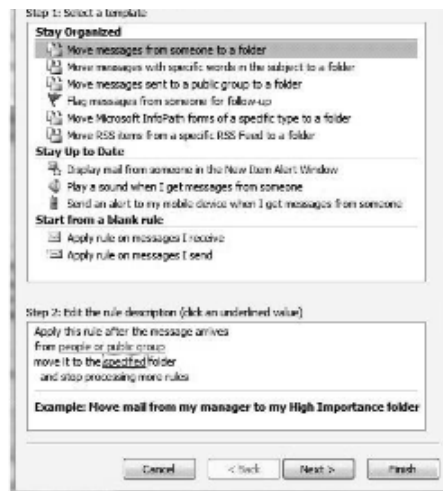 Step 1: Select a template
Stay Organized
Move messages from someone to a folder
Move messages with specific words in the subject to a folder
Move messages sent to a public group to a folder
Flag messages from someone for follow-up
Move Microsoft InfoPath forms of a specific type to a folder
Move RSS items from a specific RSS Feed to a folder
Stay Up to Date
Display mail from someone in the New Item Alert Window
Play a sound when I get messages from someone
Send an alert to my mobile device when I get messages from someone
Start from a blank rule
Apply rule on messages I receive
Apply rule on messages I send
Step 2: Edit the rule description (click an underlined value)
Apply this rule after the message arrives
from people or public group
move it to the specified folder
and stop processing more rules
Example: Move mail from my manager to my High Importance folder
Cancel < Back Next > Finish